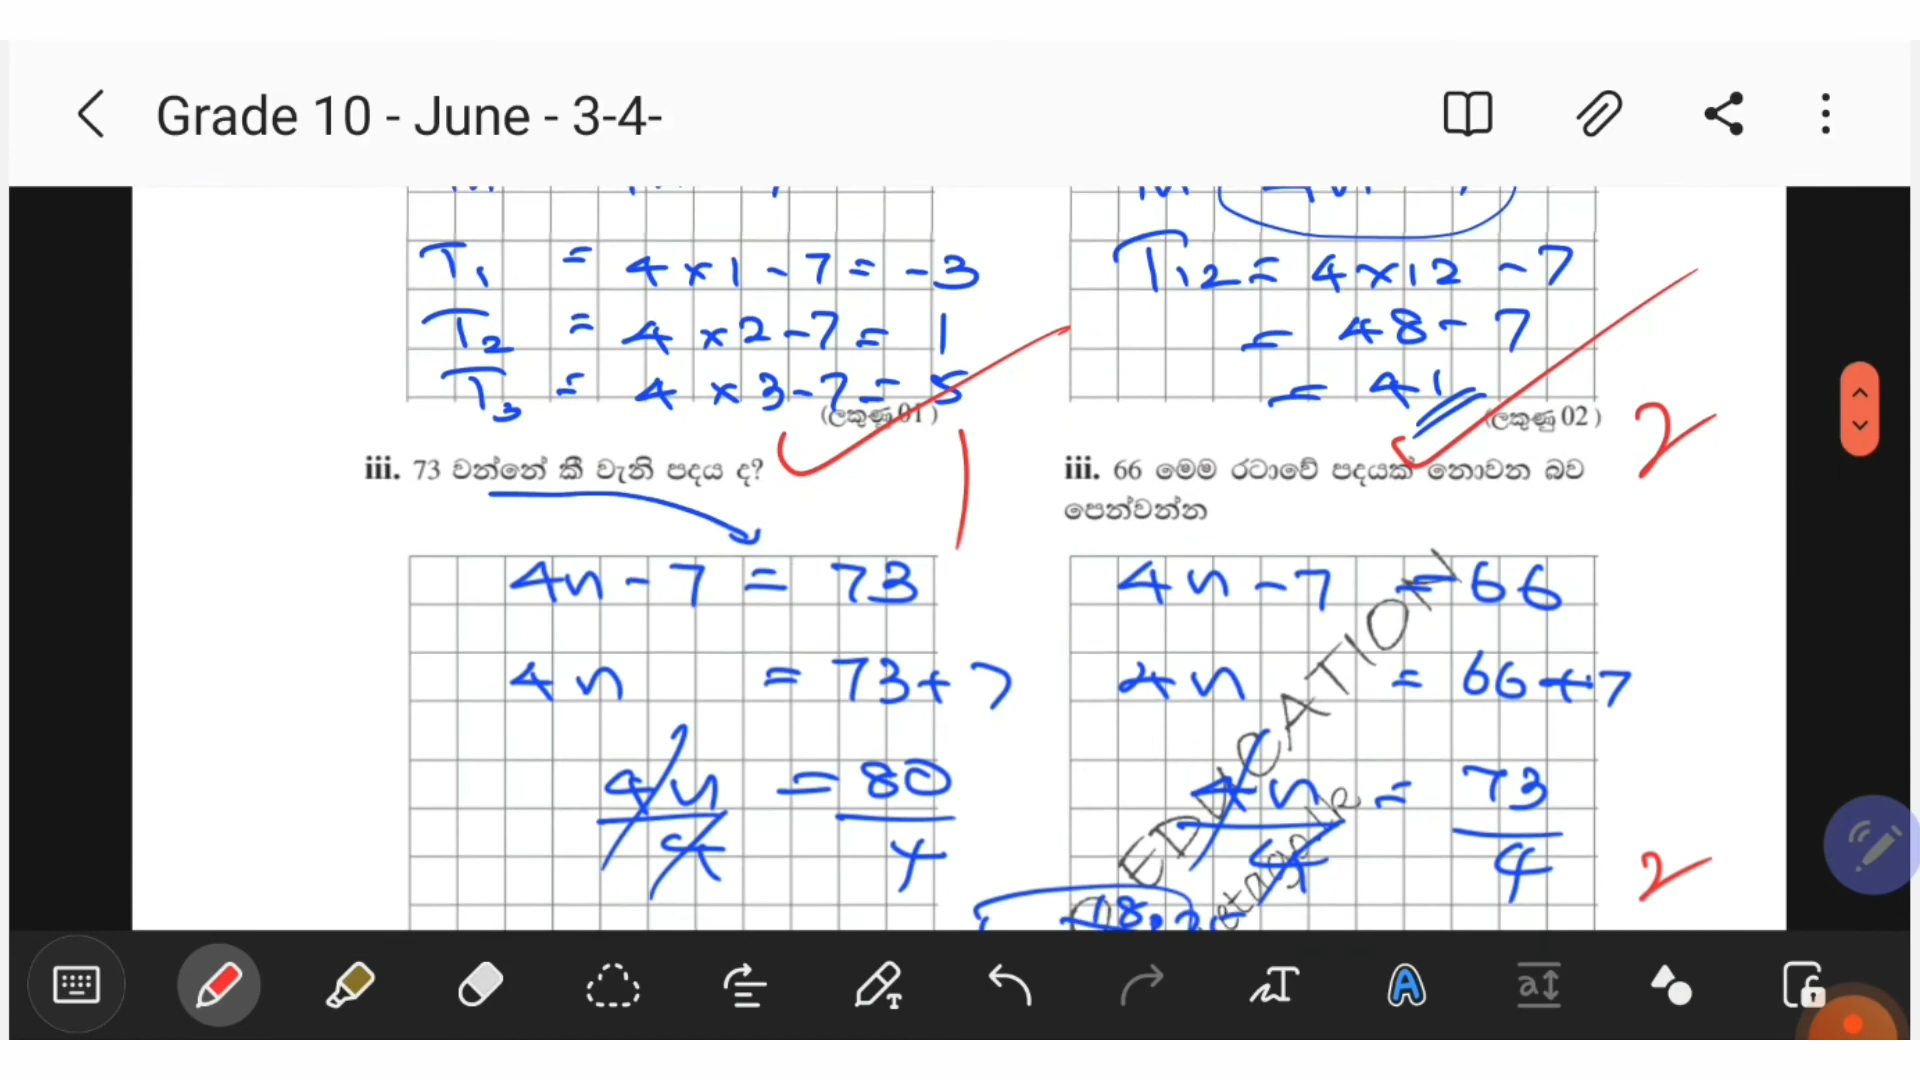 Grade 10 - June - 3-4-
T1 = 4 × 1 - 7 = -3
T2 = 4 × 2 - 7 = 1
T3 = 4 × 3 - 7 = 5
(ලකුණු 01)
1
iii. 73 වන්නේ කී වැනි පදය ද?
4n - 7 = 73
4n = 73 + 7
4n/4 = 80/4
T12 = 4×12 - 7
= 48 - 7
= 41
(ලකුණු 02)
2
iii. 66 මෙම රටාවේ පදයක් නොවන බව
පෙන්වන්න
4n - 7 = 66
4n = 66 + 7
4n/4 = 73/4
2
EDUCATION